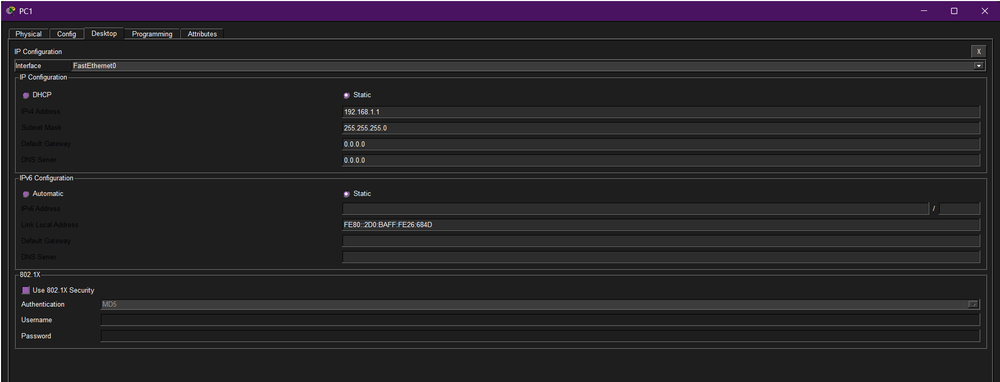 PC1
Physical Config Desktop Programming Attributes
IP Configuration X
Interface FastEthernet0
IP Configuration
DHCP Static
IPv4 Address 192.168.1.1
Subnet Mask 255.255.255.0
Default Gateway 0.0.0.0
DNS Server 0.0.0.0
IPv6 Configuration
Automatic Static
IPv6 Address /
Link Local Address FE80::2D0:BAFF:FE26:684D
Default Gateway
DNS Server
802.1X
Use 802.1X Security
Authentication MD5
Username
Password